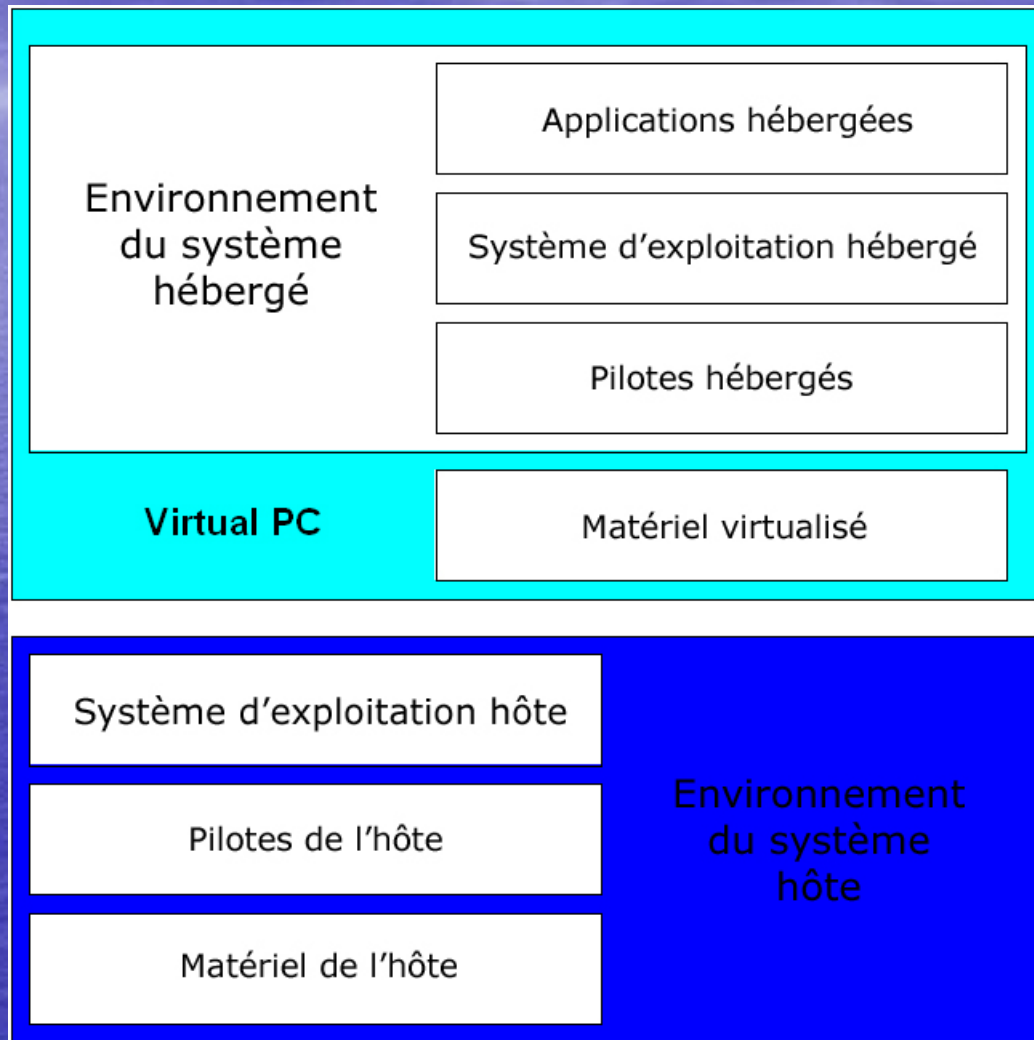 Applications hébergées
Environnement
du système
hébergé
Système d’exploitation hébergé
Pilotes hébergés
Virtual PC
Matériel virtualisé
Système d’exploitation hôte
Pilotes de l’hôte
Environnement
du système
hôte
Matériel de l’hôte